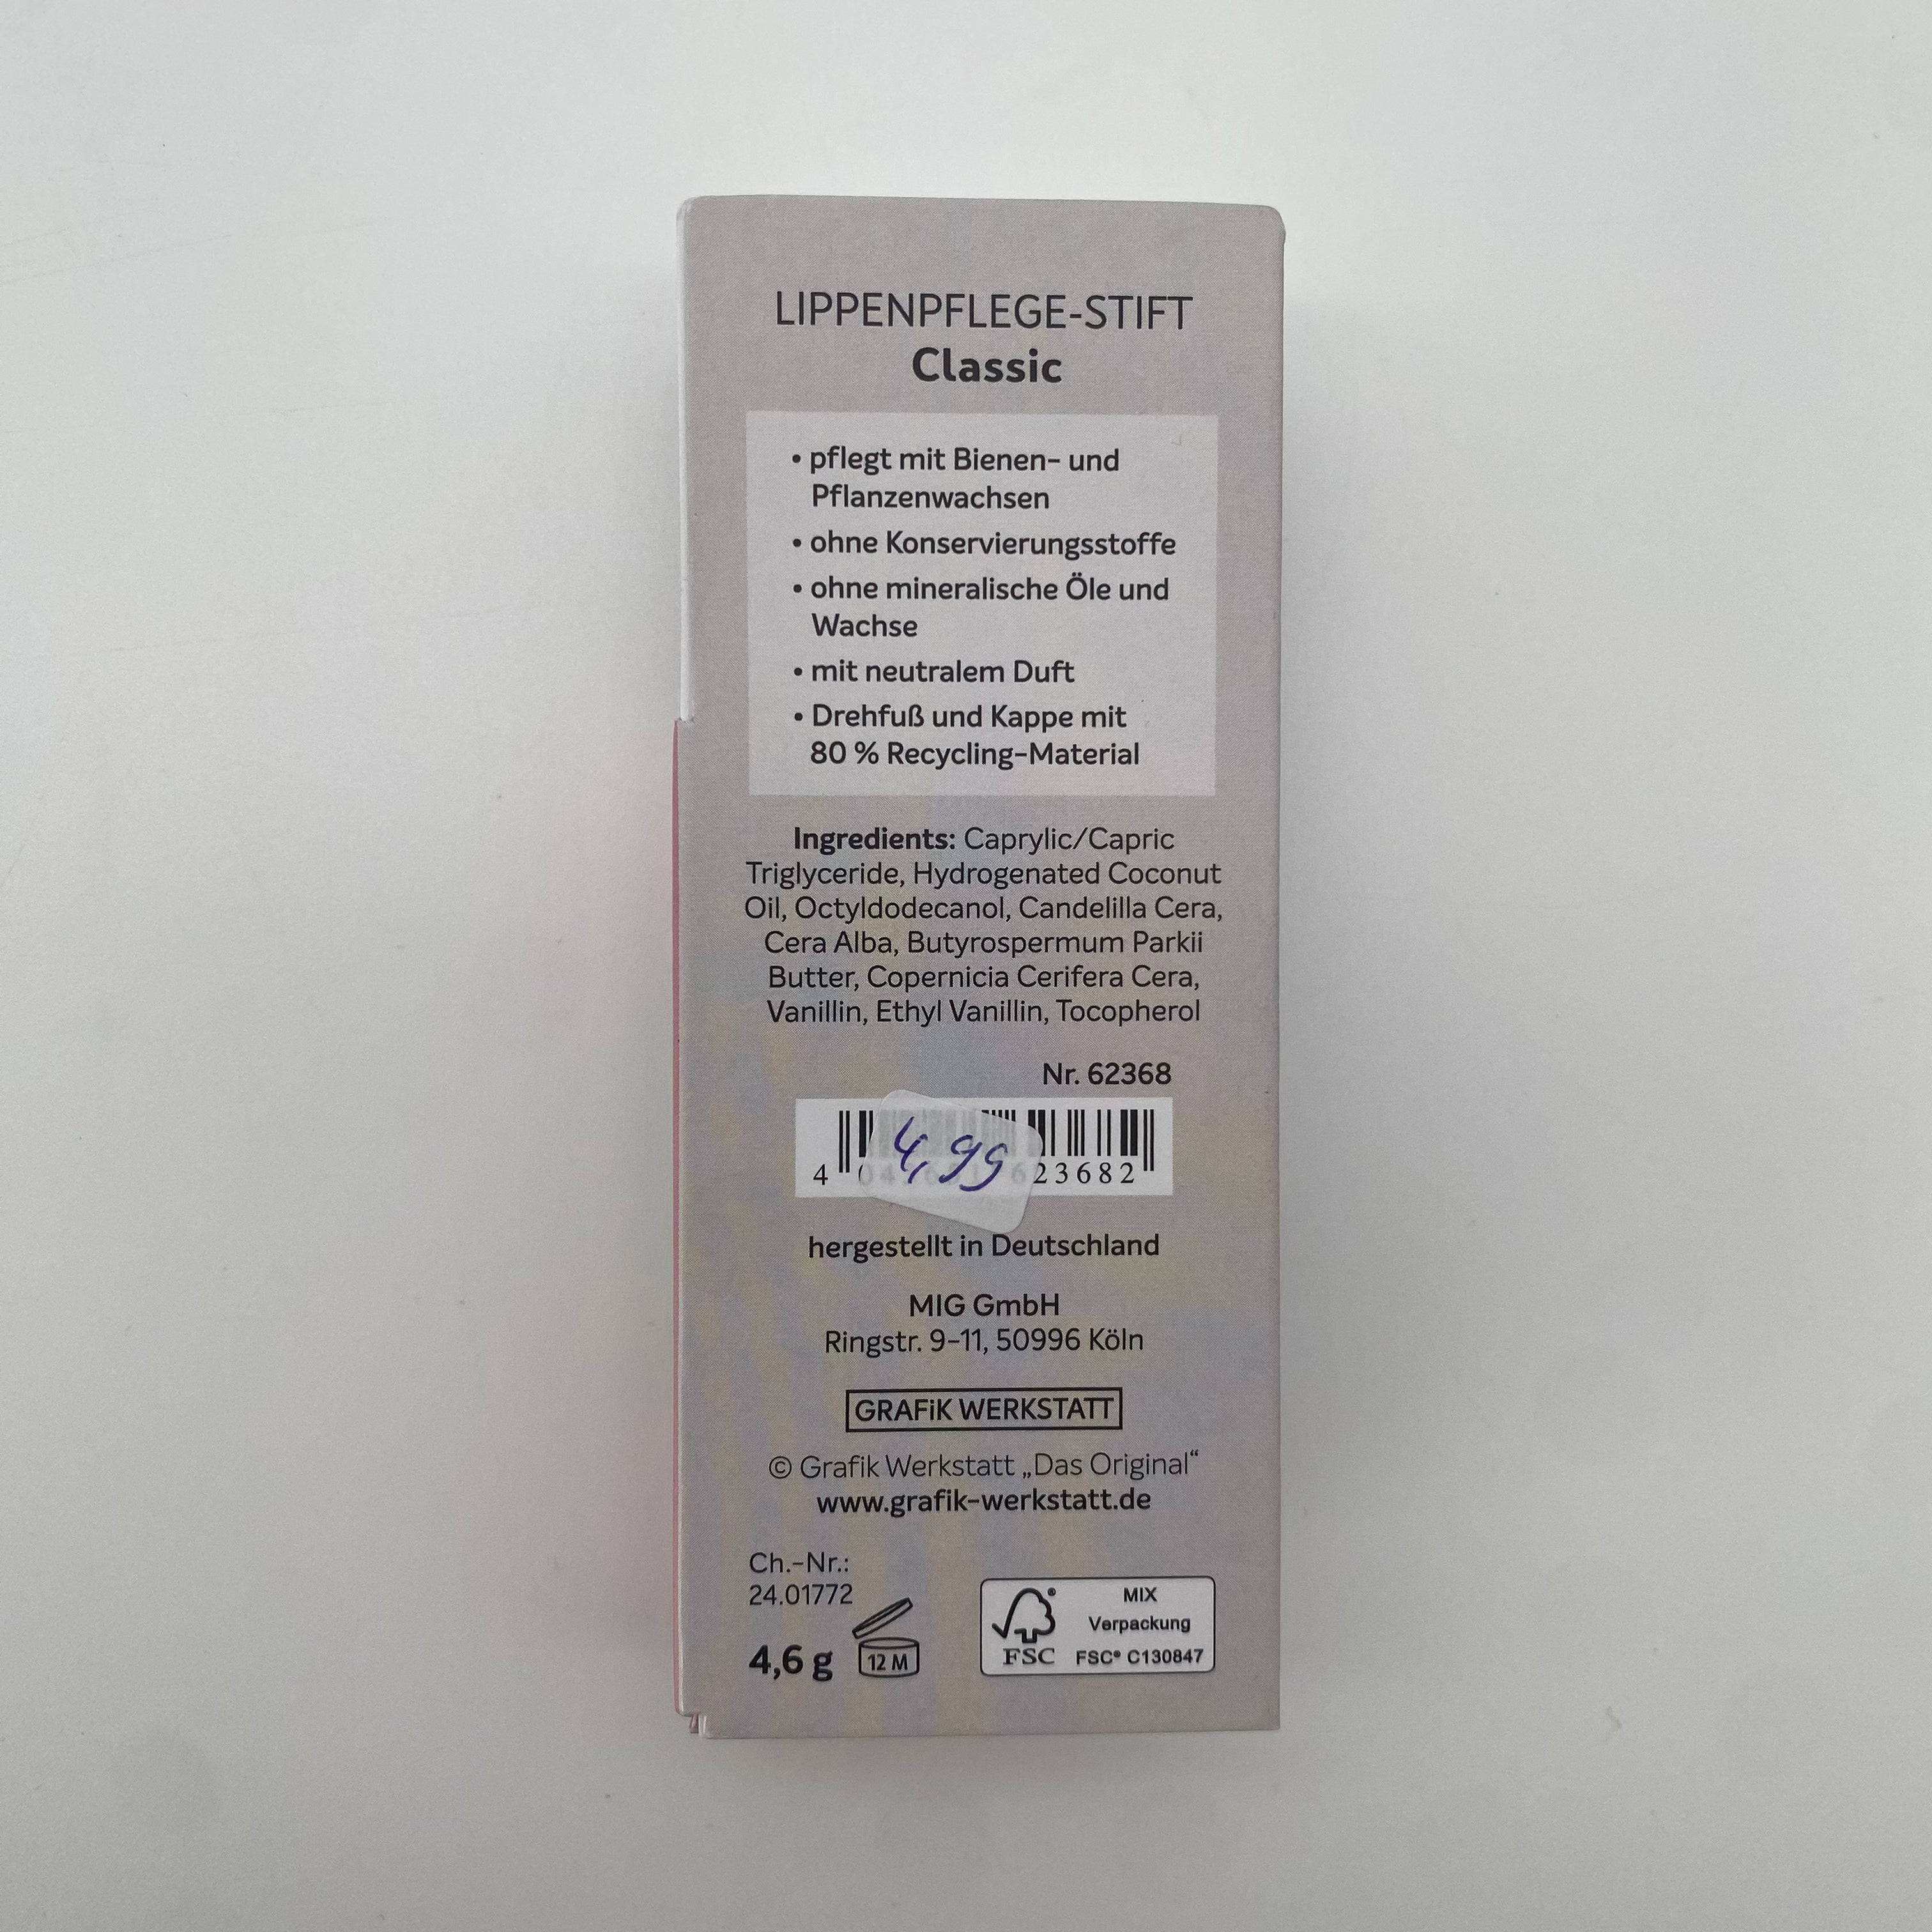 LIPPENPFLEGE-STIFT
Classic
• pflegt mit Bienen- und
Pflanzenwachsen
• ohne Konservierungsstoffe
• ohne mineralische Öle und
Wachse
• mit neutralem Duft
• Drehfuß und Kappe mit
80 % Recycling-Material
Ingredients: Caprylic/Capric
Triglyceride, Hydrogenated Coconut
Oil, Octyldodecanol, Candelilla Cera,
Cera Alba, Butyrospermum Parkii
Butter, Copernicia Cerifera Cera,
Vanillin, Ethyl Vanillin, Tocopherol
Nr. 62368
4,99
4 623682
hergestellt in Deutschland
MIG GmbH
Ringstr. 9-11, 50996 Köln
GRAFiK WERKSTATT
© Grafik Werkstatt „Das Original“
www.grafik-werkstatt.de
Ch.-Nr.:
24.01772
4,6 g
12 M
FSC®
MIX
Verpackung
FSC® C130847